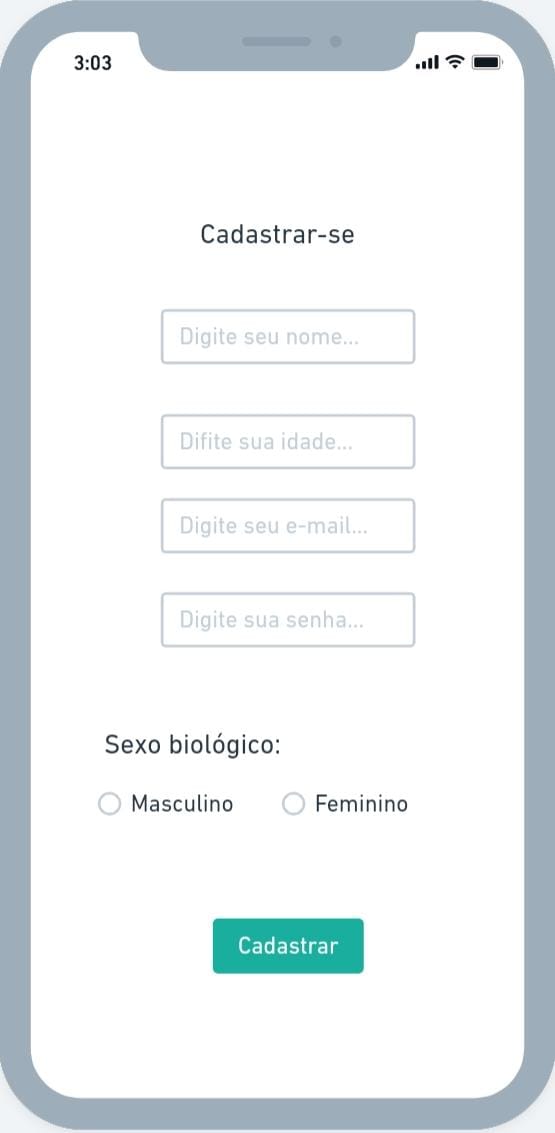 3:03
Cadastrar-se
Digite seu nome...
Difite sua idade...
Digite seu e-mail...
Digite sua senha...
Sexo biológico:
Masculino Feminino
Cadastrar